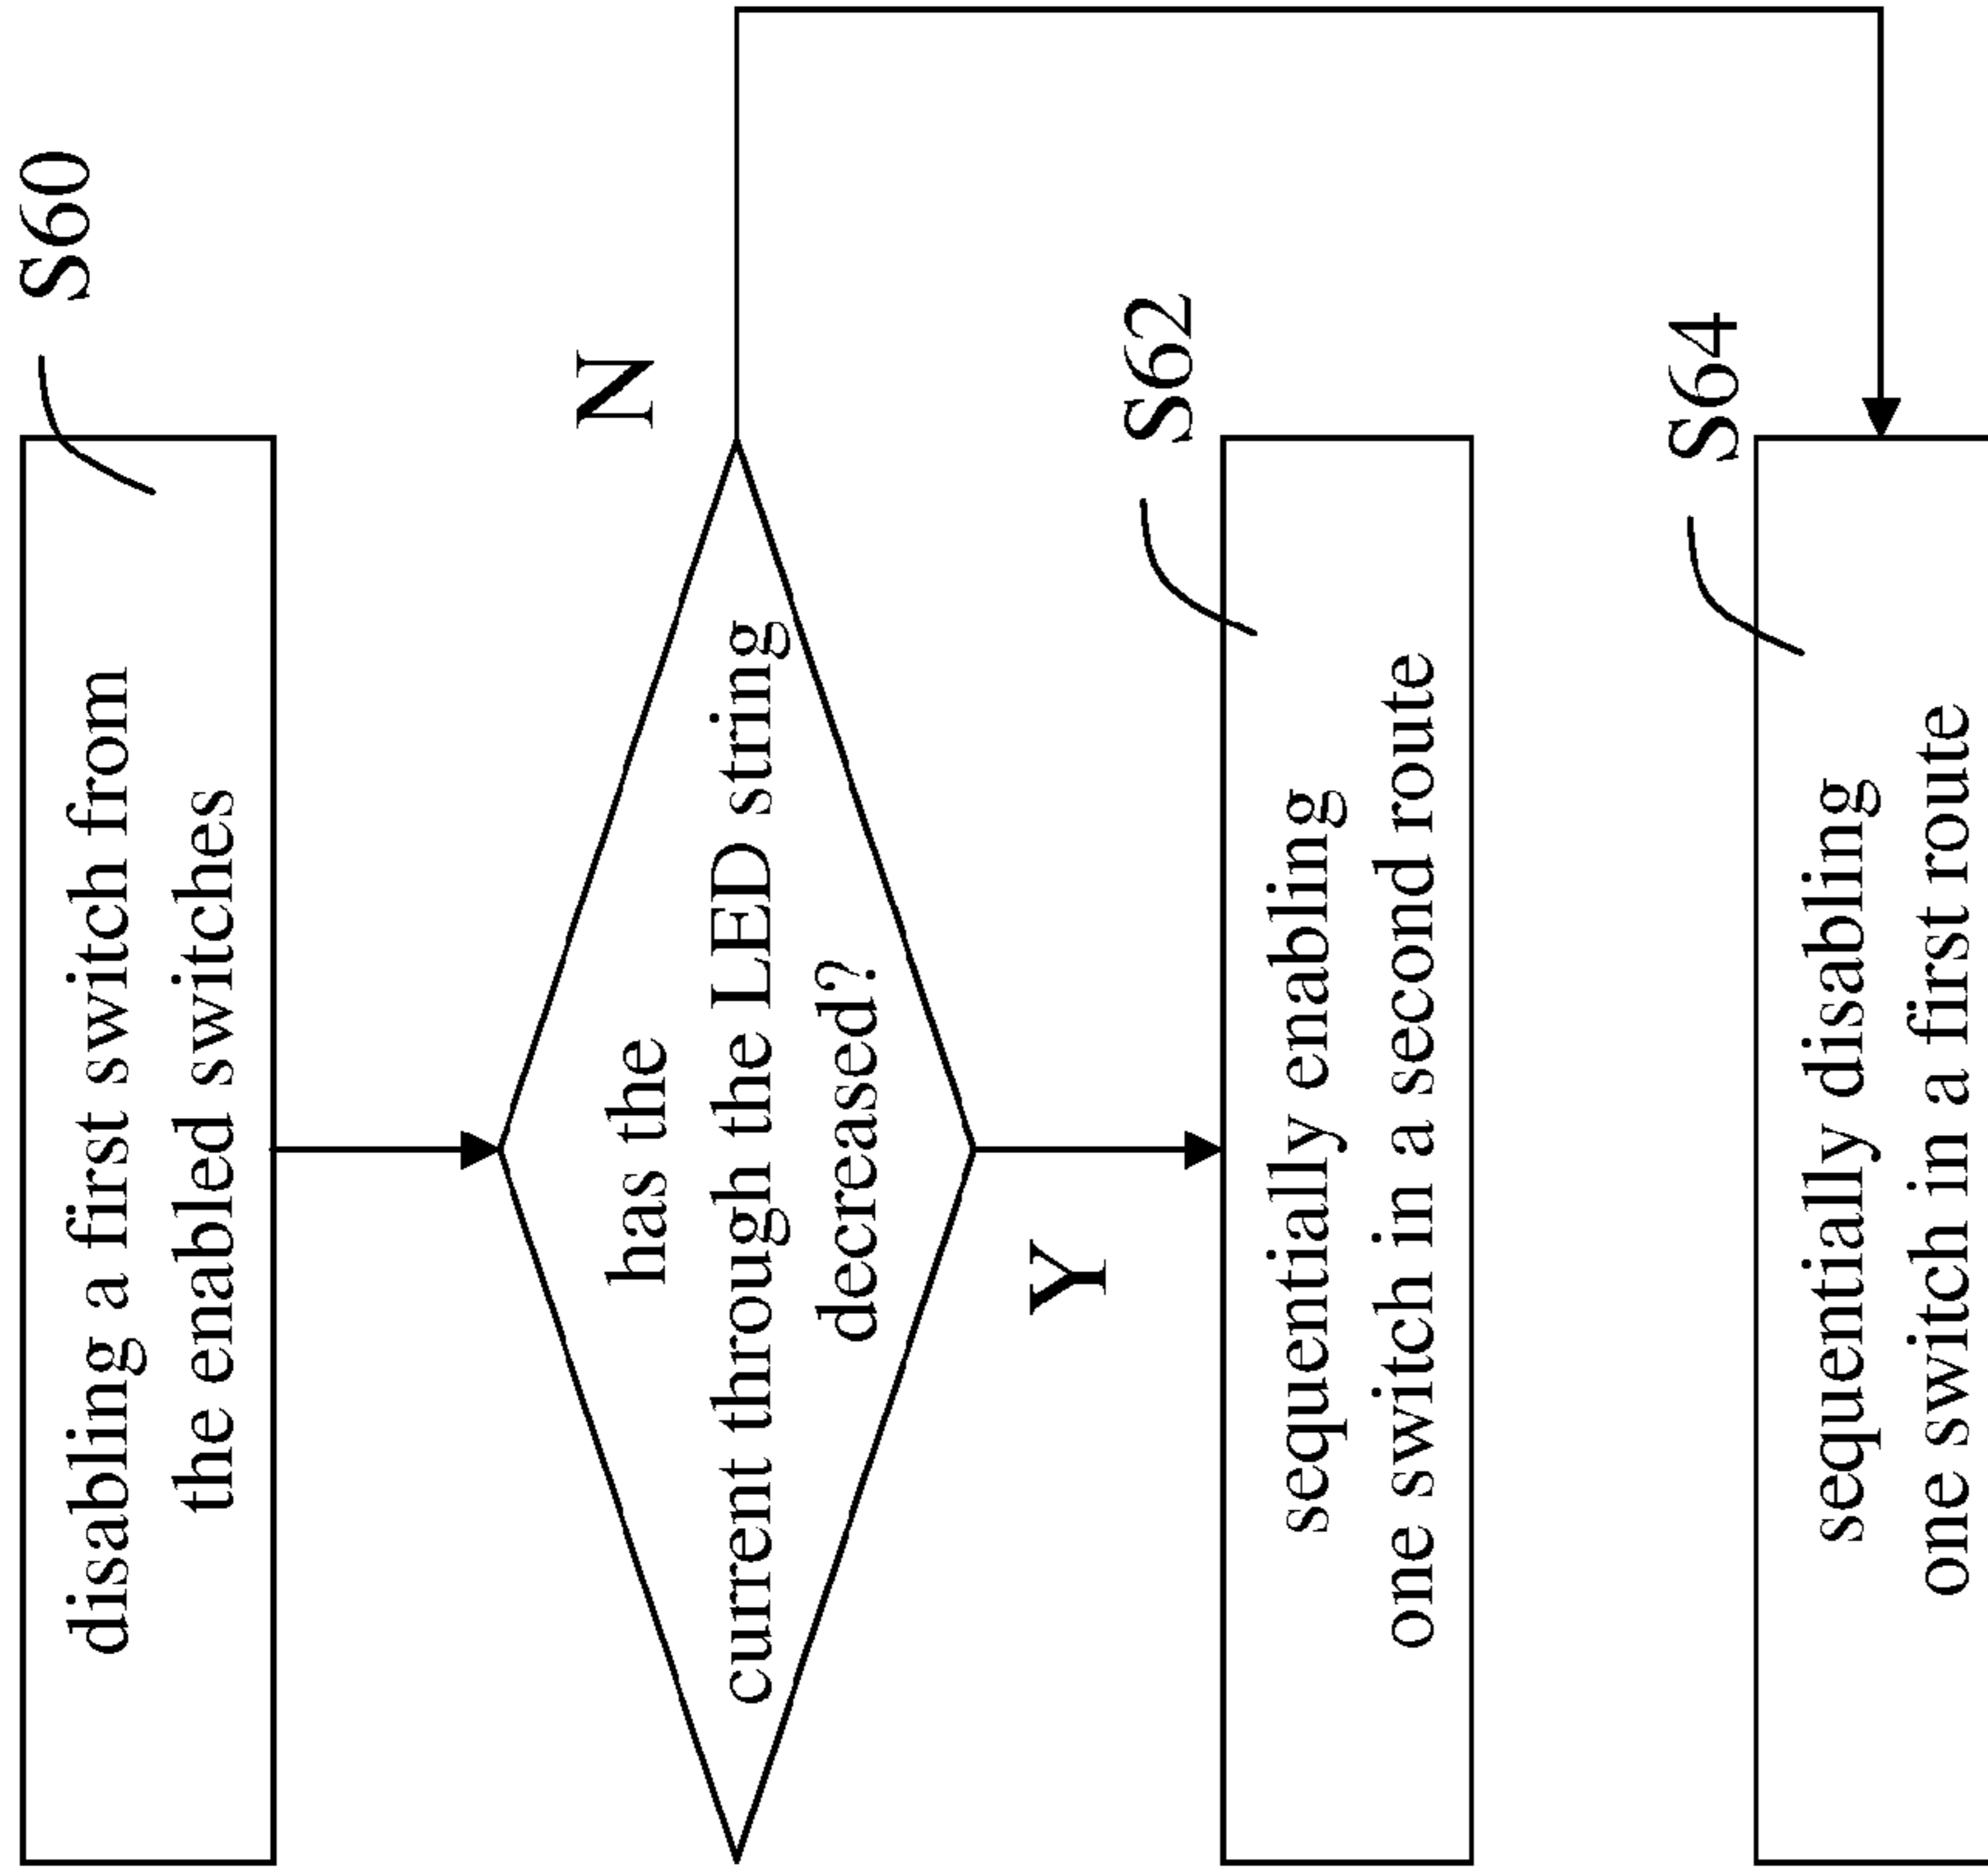 S60
disabling a first switch from
the enabled switches
has the
current through the LED string
decreased?
N
Y
S62
sequentially enabling
one switch in a second route
S64
sequentially disabling
one switch in a first route